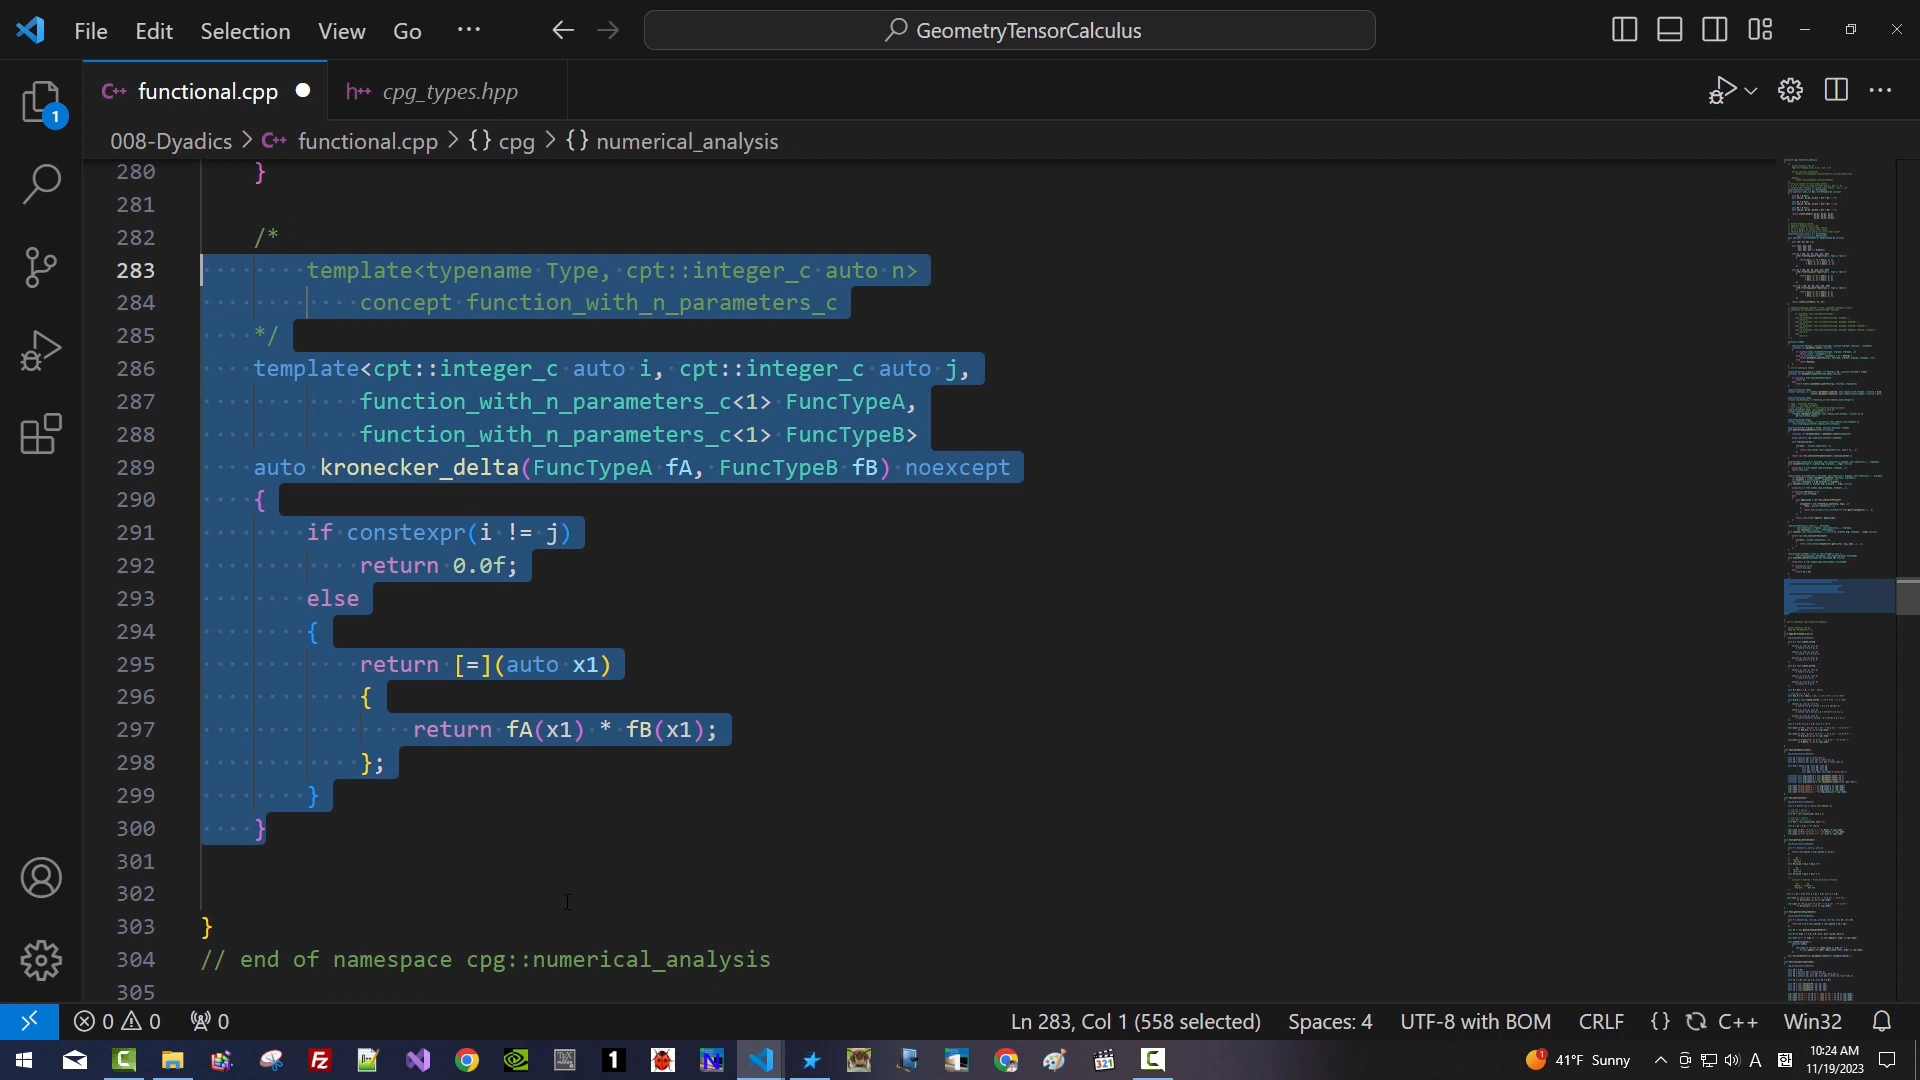 File Edit Selection View Go ··· GeometryTensorCalculus
functional.cpp cpg_types.hpp
008-Dyadics > functional.cpp > {} cpg > {} numerical_analysis
280 }
281
282 /*
283 template<typename Type, cpt::integer_c auto n>
284 concept function_with_n_parameters_c
285 */
286 template<cpt::integer_c auto i, cpt::integer_c auto j,
287 function_with_n_parameters_c<1> FuncTypeA,
288 function_with_n_parameters_c<1> FuncTypeB>
289 auto kronecker_delta(FuncTypeA fA, FuncTypeB fB) noexcept
290 {
291 if constexpr(i != j)
292 return 0.0f;
293 else
294 {
295 return [=](auto x1)
296 {
297 return fA(x1) * fB(x1);
298 };
299 }
300 }
301
302
303 }
304 // end of namespace cpg::numerical_analysis
305
1
0 0 0 Ln 283, Col 1 (558 selected) Spaces: 4 UTF-8 with BOM CRLF {} C++ Win32
41°F Sunny A 10:24 AM
11/19/2023